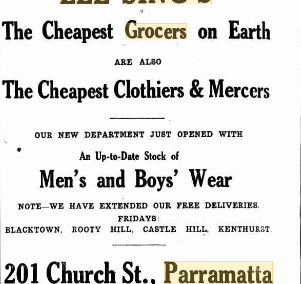 The Cheapest Grocers on Earth
ARE ALSO
The Cheapest Clothiers & Mercers
OUR NEW DEPARTMENT JUST OPENED WITH
An Up-to-Date Stock of
Men's and Boys' Wear
NOTE—WE HAVE EXTENDED OUR FREE DELIVERIES.
FRIDAYS:
BLACKTOWN, ROOTY HILL, CASTLE HILL, KENTHURST
201 Church St., Parramatta